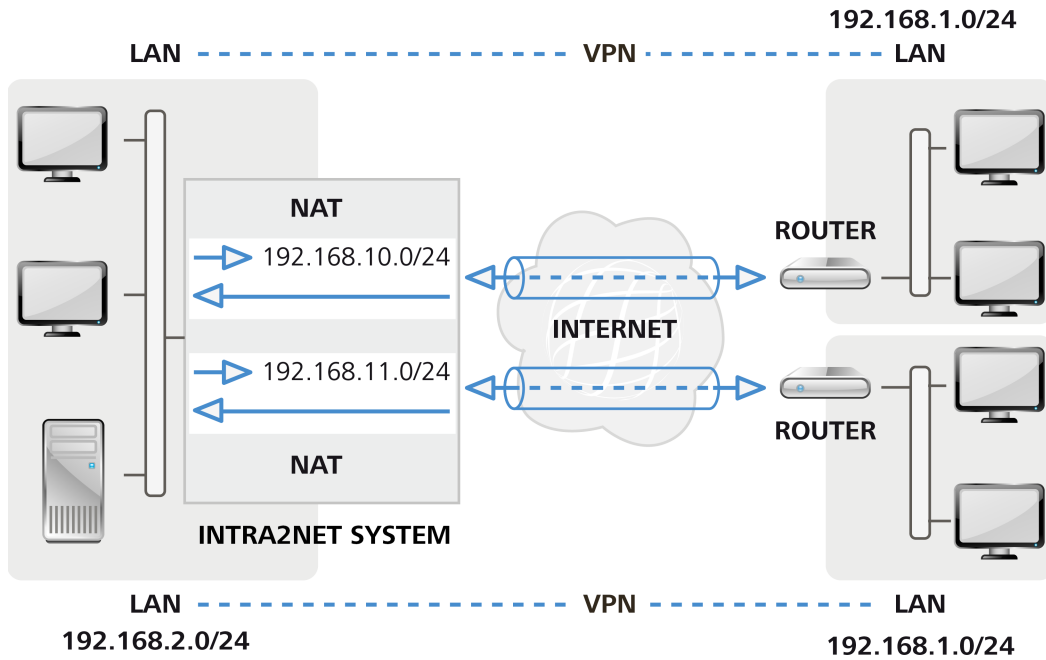 192.168.1.0/24
LAN
VPN
LAN
NAT
ROUTER
192.168.10.0/24
INTERNET
192.168.11.0/24
ROUTER
NAT
INTRA2NET SYSTEM
LAN
VPN
LAN
192.168.2.0/24
192.168.1.0/24